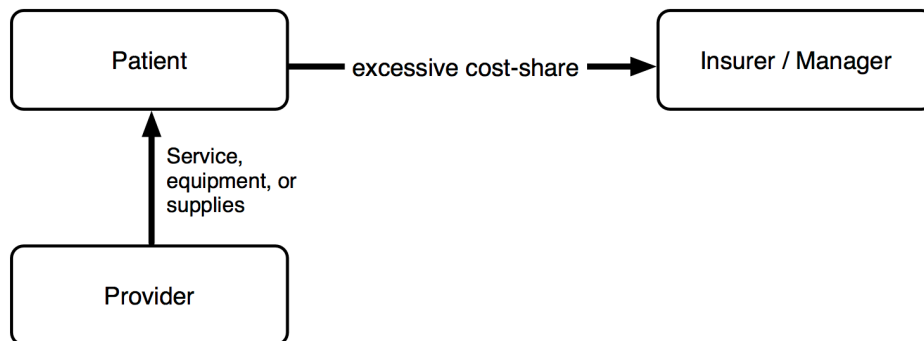 Patient
excessive cost-share
Insurer / Manager
Service,
equipment, or
supplies
Provider